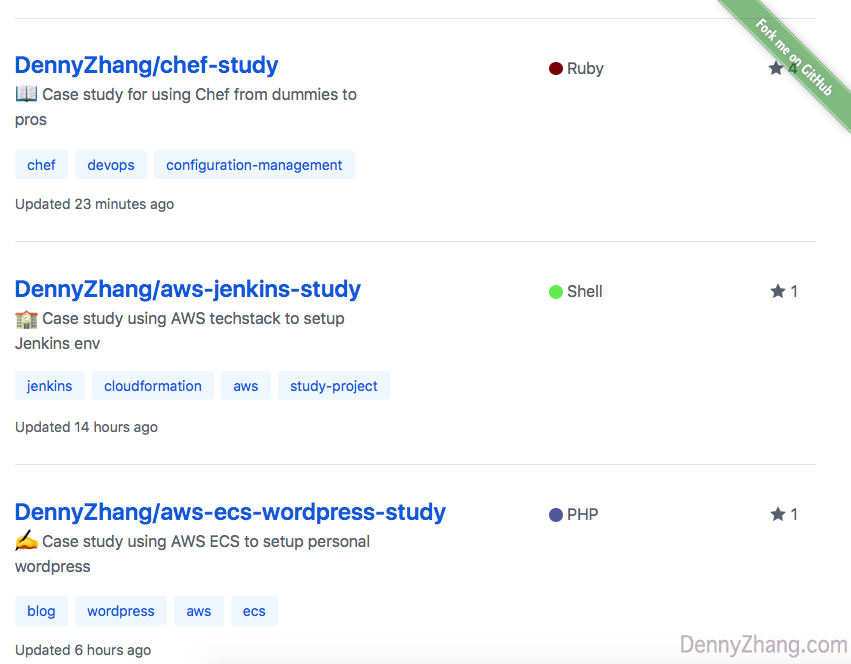 DennyZhang/chef-study
Ruby
4
Fork me on GitHub
📖 Case study for using Chef from dummies to
pros
chef devops configuration-management
Updated 23 minutes ago
DennyZhang/aws-jenkins-study
Shell
1
🏫 Case study using AWS techstack to setup
Jenkins env
jenkins cloudformation aws study-project
Updated 14 hours ago
DennyZhang/aws-ecs-wordpress-study
PHP
1
✍️ Case study using AWS ECS to setup personal
wordpress
blog wordpress aws ecs
Updated 6 hours ago
DennyZhang.com